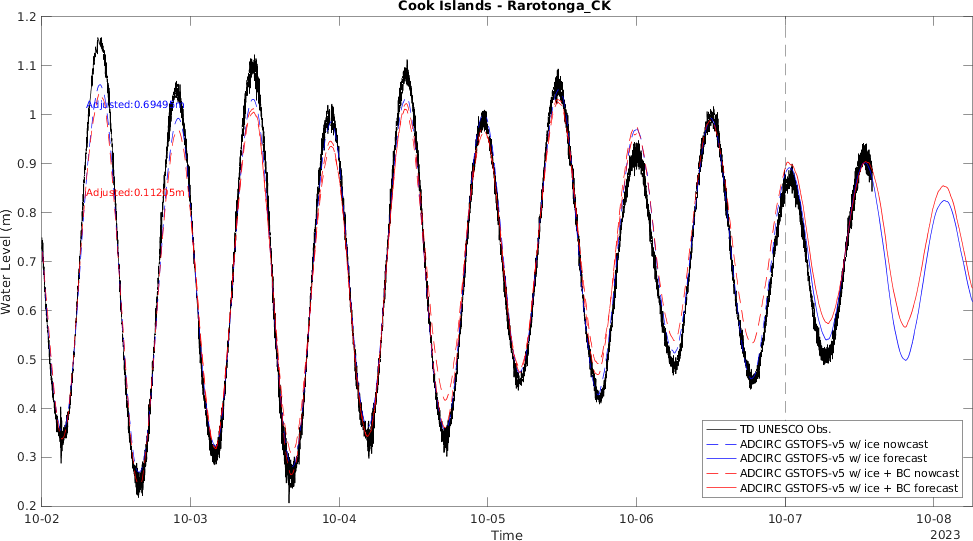 Cook Islands - Rarotonga_CK
Water Level (m)
1.2
1.1
1
0.9
0.8
0.7
0.6
0.5
0.4
0.3
0.2
Adjusted:0.69496m
Adjusted:0.11295m
TD UNESCO Obs.
ADCIRC GSTOFS-v5 w/ ice nowcast
ADCIRC GSTOFS-v5 w/ ice forecast
ADCIRC GSTOFS-v5 w/ ice + BC nowcast
ADCIRC GSTOFS-v5 w/ ice + BC forecast
10-02 10-03 10-04 10-05 10-06 10-07 10-08
Time
2023